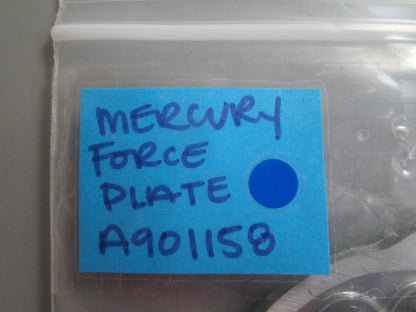 MERCURY
FORCE
PLATE
A901158